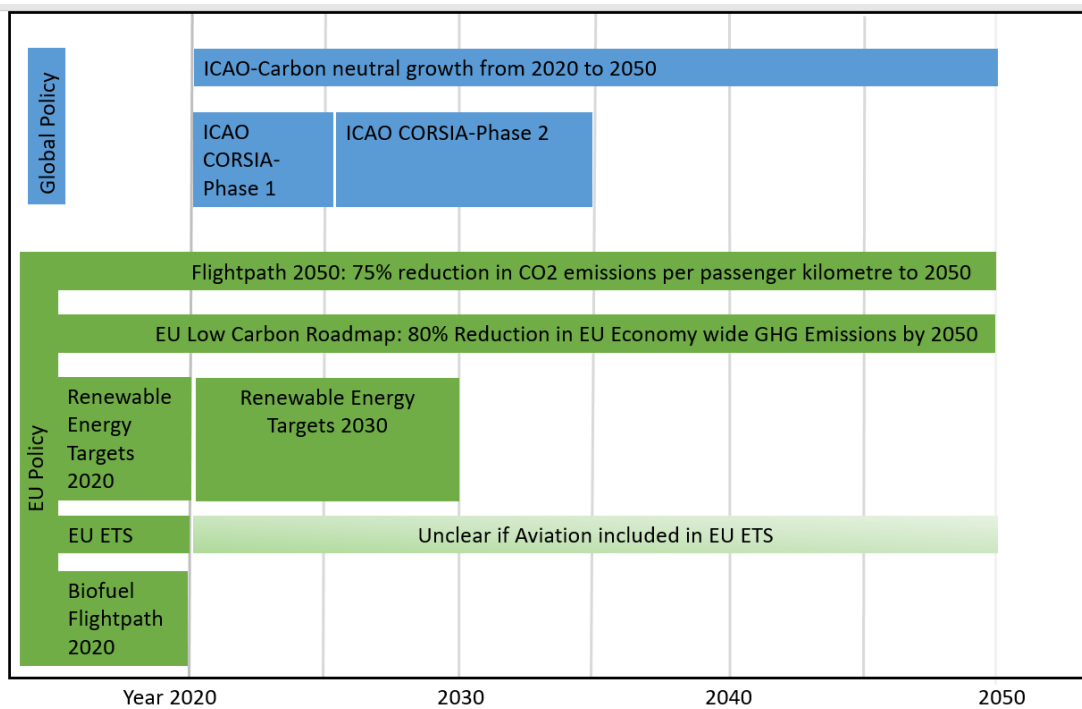 Global Policy
ICAO-Carbon neutral growth from 2020 to 2050
ICAO
CORSIA-
Phase 1
ICAO CORSIA-Phase 2
EU Policy
Flightpath 2050: 75% reduction in CO2 emissions per passenger kilometre to 2050
EU Low Carbon Roadmap: 80% Reduction in EU Economy wide GHG Emissions by 2050
Renewable
Energy
Targets
2020
Renewable Energy
Targets 2030
EU ETS
Unclear if Aviation included in EU ETS
Biofuel
Flightpath
2020
Year 2020
2030
2040
2050